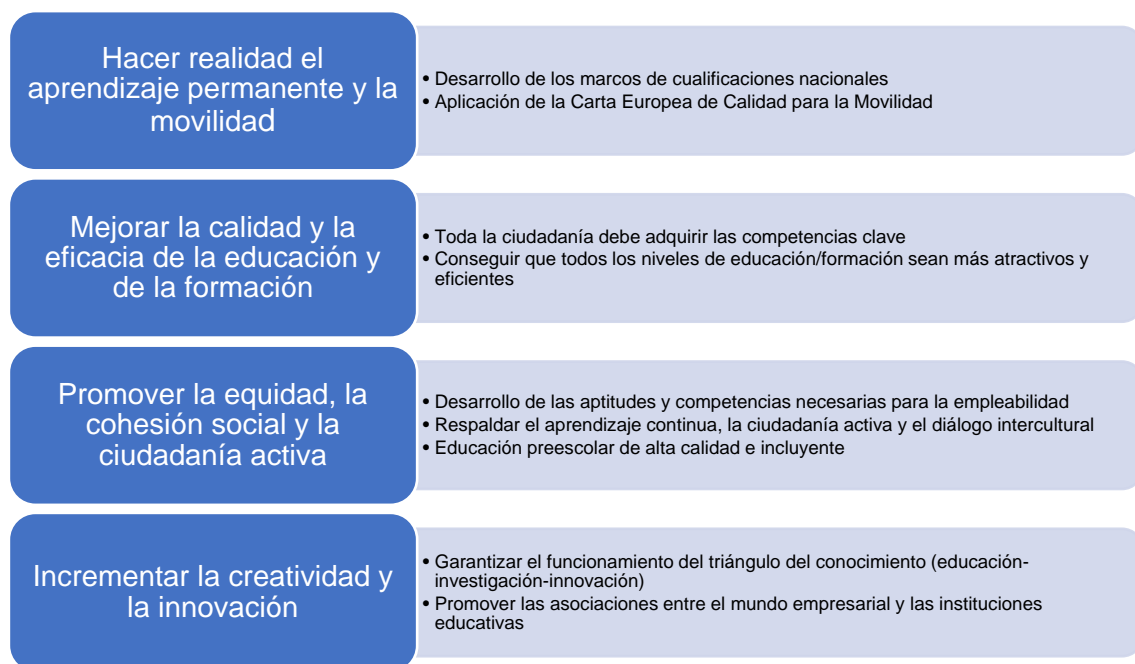 Hacer realidad el
aprendizaje permanente y la
movilidad
• Desarrollo de los marcos de cualificaciones nacionales
• Aplicación de la Carta Europea de Calidad para la Movilidad
Mejorar la calidad y la
eficacia de la educación y
de la formación
• Toda la ciudadanía debe adquirir las competencias clave
• Conseguir que todos los niveles de educación/formación sean más atractivos y
eficientes
Promover la equidad, la
cohesión social y la
ciudadanía activa
• Desarrollo de las aptitudes y competencias necesarias para la empleabilidad
• Respaldar el aprendizaje continua, la ciudadanía activa y el diálogo intercultural
• Educación preescolar de alta calidad e incluyente
Incrementar la creatividad y
la innovación
• Garantizar el funcionamiento del triángulo del conocimiento (educación-
investigación-innovación)
• Promover las asociaciones entre el mundo empresarial y las instituciones
educativas